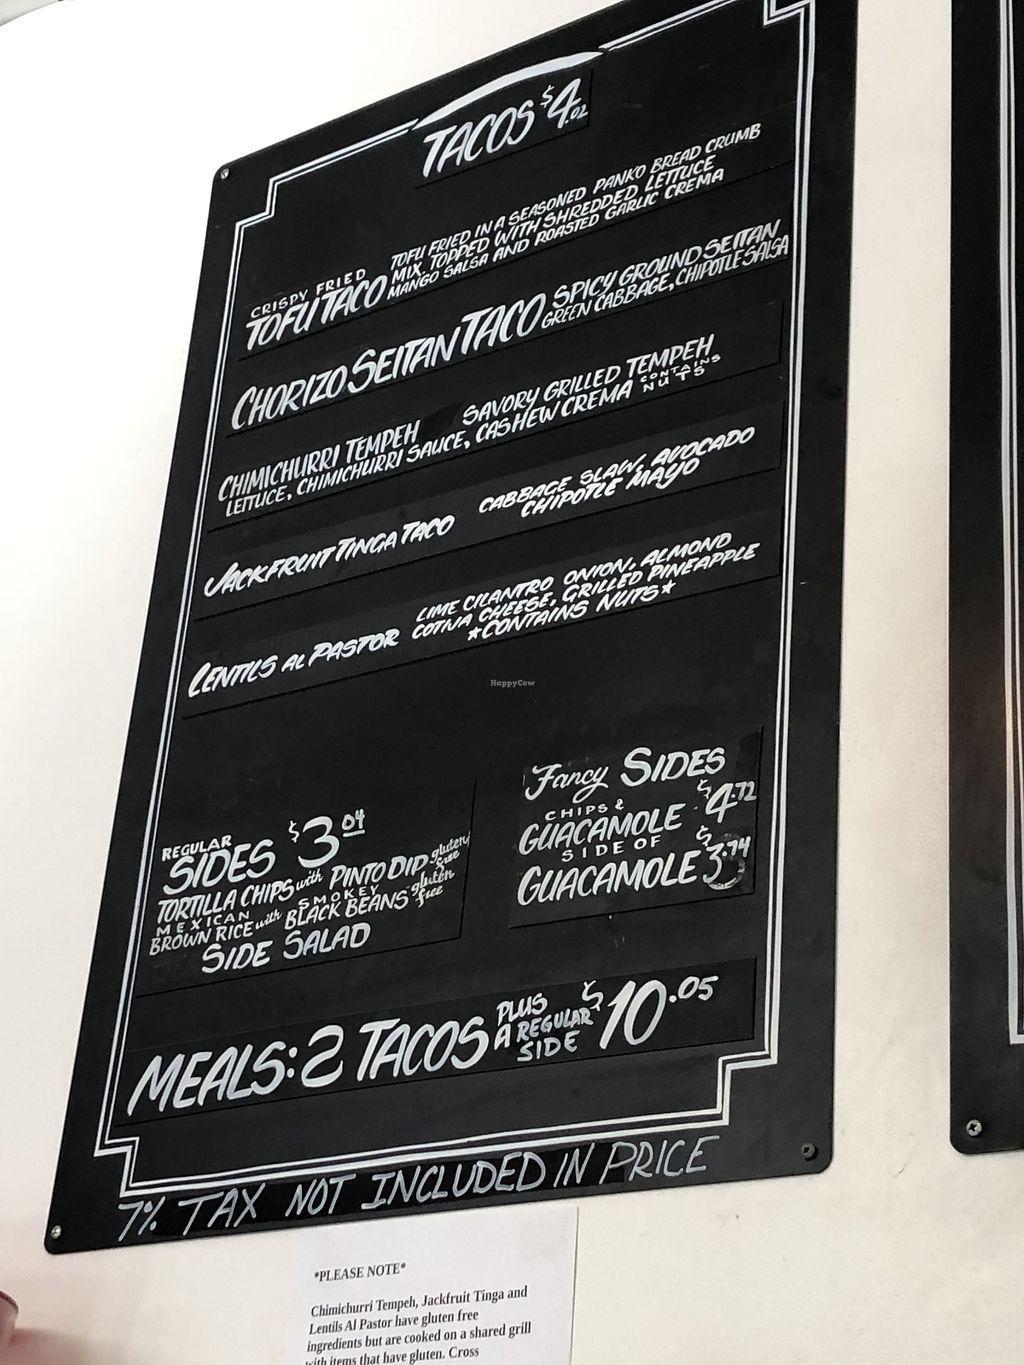 TACOS $4.02
CRISPY FRIED
TOFU TACO
TOFU FRIED IN A SEASONED PANKO BREAD CRUMB
MIX, TOPPED WITH SHREDDED LETTUCE
MANGO SALSA AND ROASTED GARLIC CREMA
CHORIZO SEITAN TACO
SPICY GROUND SEITAN
GREEN CABBAGE, CHIPOTLE SALSA
CHIMICHURRI TEMPEH SAVORY GRILLED TEMPEH
LETTUCE, CHIMICHURRI SAUCE, CASHEW CREMA CONTAINS
NUTS
JACKFRUIT TINGA TACO
CABBAGE SLAW, AVOCADO
CHIPOTLE MAYO
LENTILS AL PASTOR
LIME CILANTRO ONION, ALMOND
COTIJA CHEESE, GRILLED PINEAPPLE
*CONTAINS NUTS*
HappyCow
REGULAR
SIDES $3.04
TORTILLA CHIPS with PINTO DIP gluten free
MEXICAN
BROWN RICE with SMOKEY
BLACK BEANS gluten free
SIDE SALAD
Fancy SIDES
CHIPS &
GUACAMOLE $4.72
SIDE OF
GUACAMOLE $3.74
MEALS: 2 TACOS PLUS
A REGULAR
SIDE $10.05
7% TAX NOT INCLUDED IN PRICE
*PLEASE NOTE*
Chimichurri Tempeh, Jackfruit Tinga and
Lentils Al Pastor have gluten free
ingredients but are cooked on a shared grill
with items that have gluten. Cross